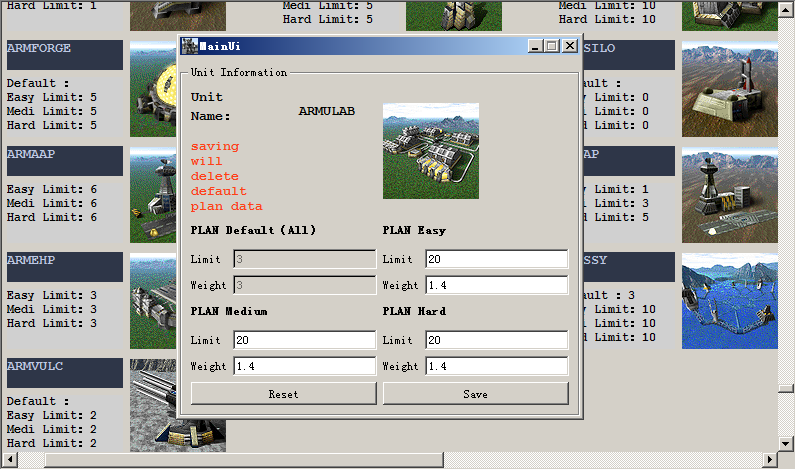 Hard Limit: 1
Medi Limit: 5
Hard Limit: 5
Medi Limit: 10
Hard Limit: 10
ARMFORGE
Default :
Easy Limit: 5
Medi Limit: 5
Hard Limit: 5
ARMAAP
Easy Limit: 6
Medi Limit: 6
Hard Limit: 6
ARMEHP
Easy Limit: 3
Medi Limit: 3
Hard Limit: 3
ARMVULC
Default :
Easy Limit: 2
Medi Limit: 2
Hard Limit: 2
MainUi
Unit Information
Unit
Name:
ARMULAB
saving
will
delete
default
plan data
PLAN Default (All)
Limit 3
Weight 3
PLAN Easy
Limit 20
Weight 1.4
PLAN Medium
Limit 20
Weight 1.4
PLAN Hard
Limit 20
Weight 1.4
Reset
Save
SILO
ault :
y Limit: 0
i Limit: 0
d Limit: 0
AP
y Limit: 1
i Limit: 3
d Limit: 5
SSY
ault : 3
y Limit: 10
i Limit: 10
d Limit: 10